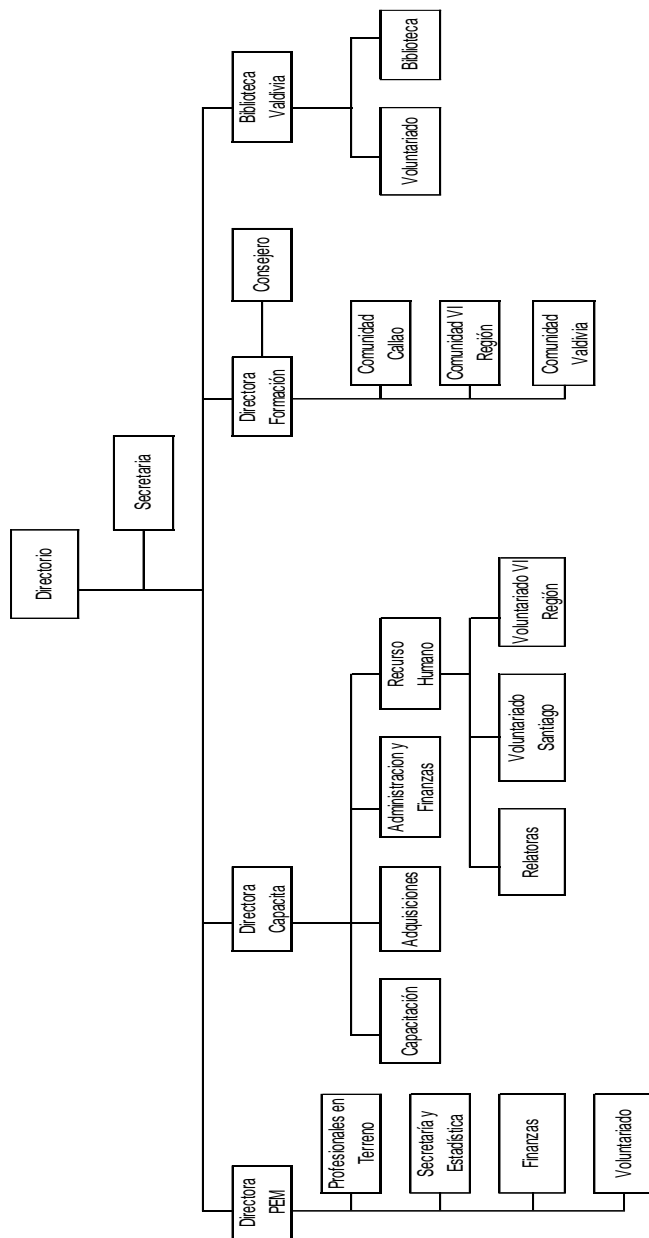 Directorio
Secretaria
Directora
PEM
Directora
Capacita
Directora
Formación
Consejero
Biblioteca
Valdivia
Profesionales en
Terreno
Secretaría y
Estadística
Finanzas
Voluntariado
Capacitación
Adquisiciones
Administracion y
Finanzas
Recurso
Humano
Relatoras
Voluntariado
Santiago
Voluntariado VI
Región
Comunidad
Callao
Comunidad VI
Región
Comunidad
Valdivia
Voluntariado
Biblioteca